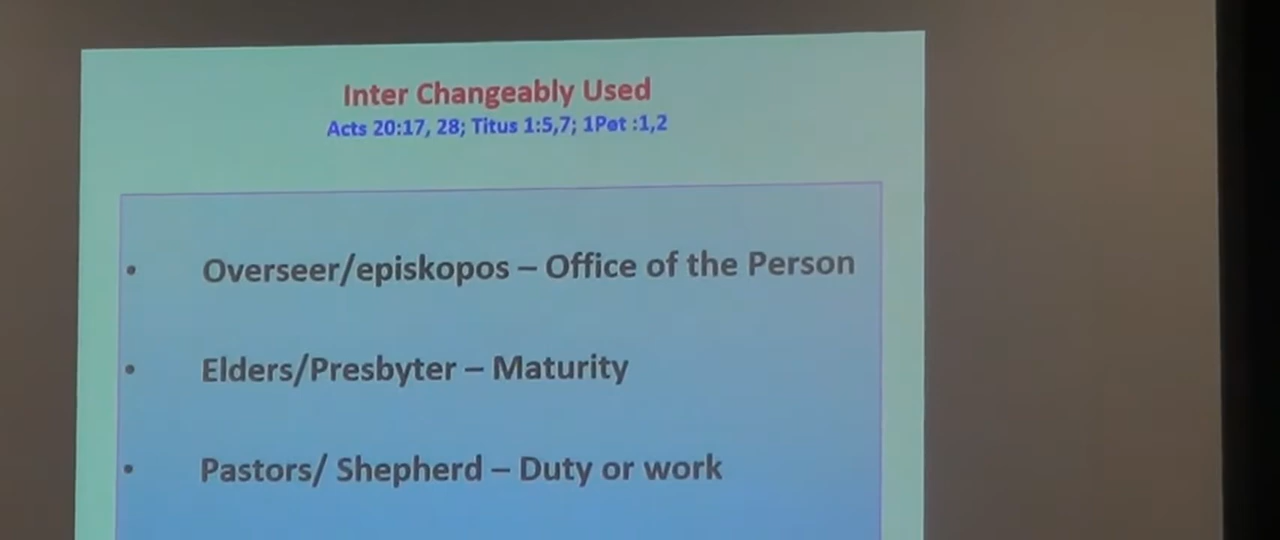 Inter Changeably Used
Acts 20:17, 28; Titus 1:5,7; 1Pet :1,2
• Overseer/episkopos – Office of the Person
• Elders/Presbyter – Maturity
• Pastors/ Shepherd – Duty or work